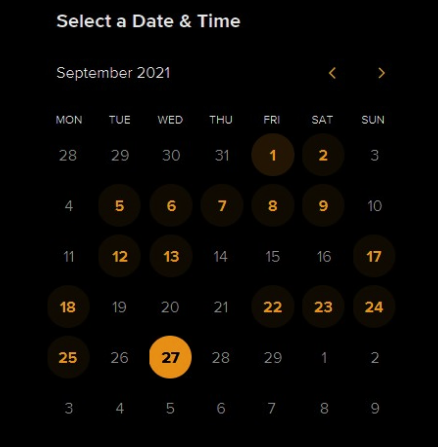 Select a Date & Time
September 2021
MON TUE WED THU FRI SAT SUN
28 29 30 31 1 2 3
4 5 6 7 8 9 10
11 12 13 14 15 16 17
18 19 20 21 22 23 24
25 26 27 28 29 1 2
3 4 5 6 7 8 9